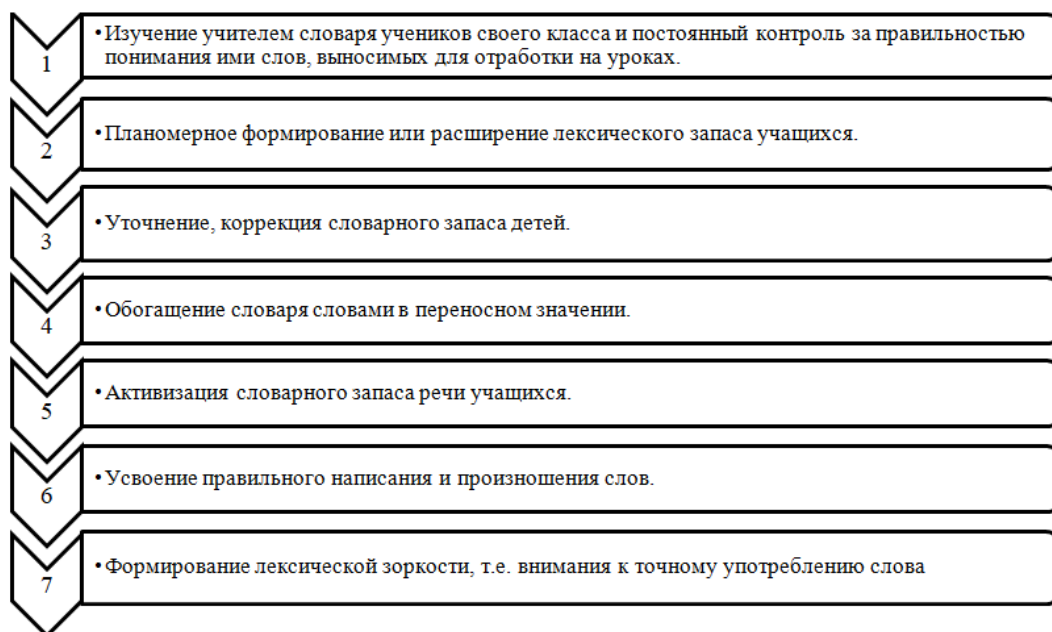 1
• Изучение учителем словаря учеников своего класса и постоянный контроль за правильностью
понимания ими слов, выносимых для отработки на уроках.
2
• Планомерное формирование или расширение лексического запаса учащихся.
3
• Уточнение, коррекция словарного запаса детей.
4
• Обогащение словаря словами в переносном значении.
5
• Активизация словарного запаса речи учащихся.
6
• Усвоение правильного написания и произношения слов.
7
• Формирование лексической зоркости, т.е. внимания к точному употреблению слова